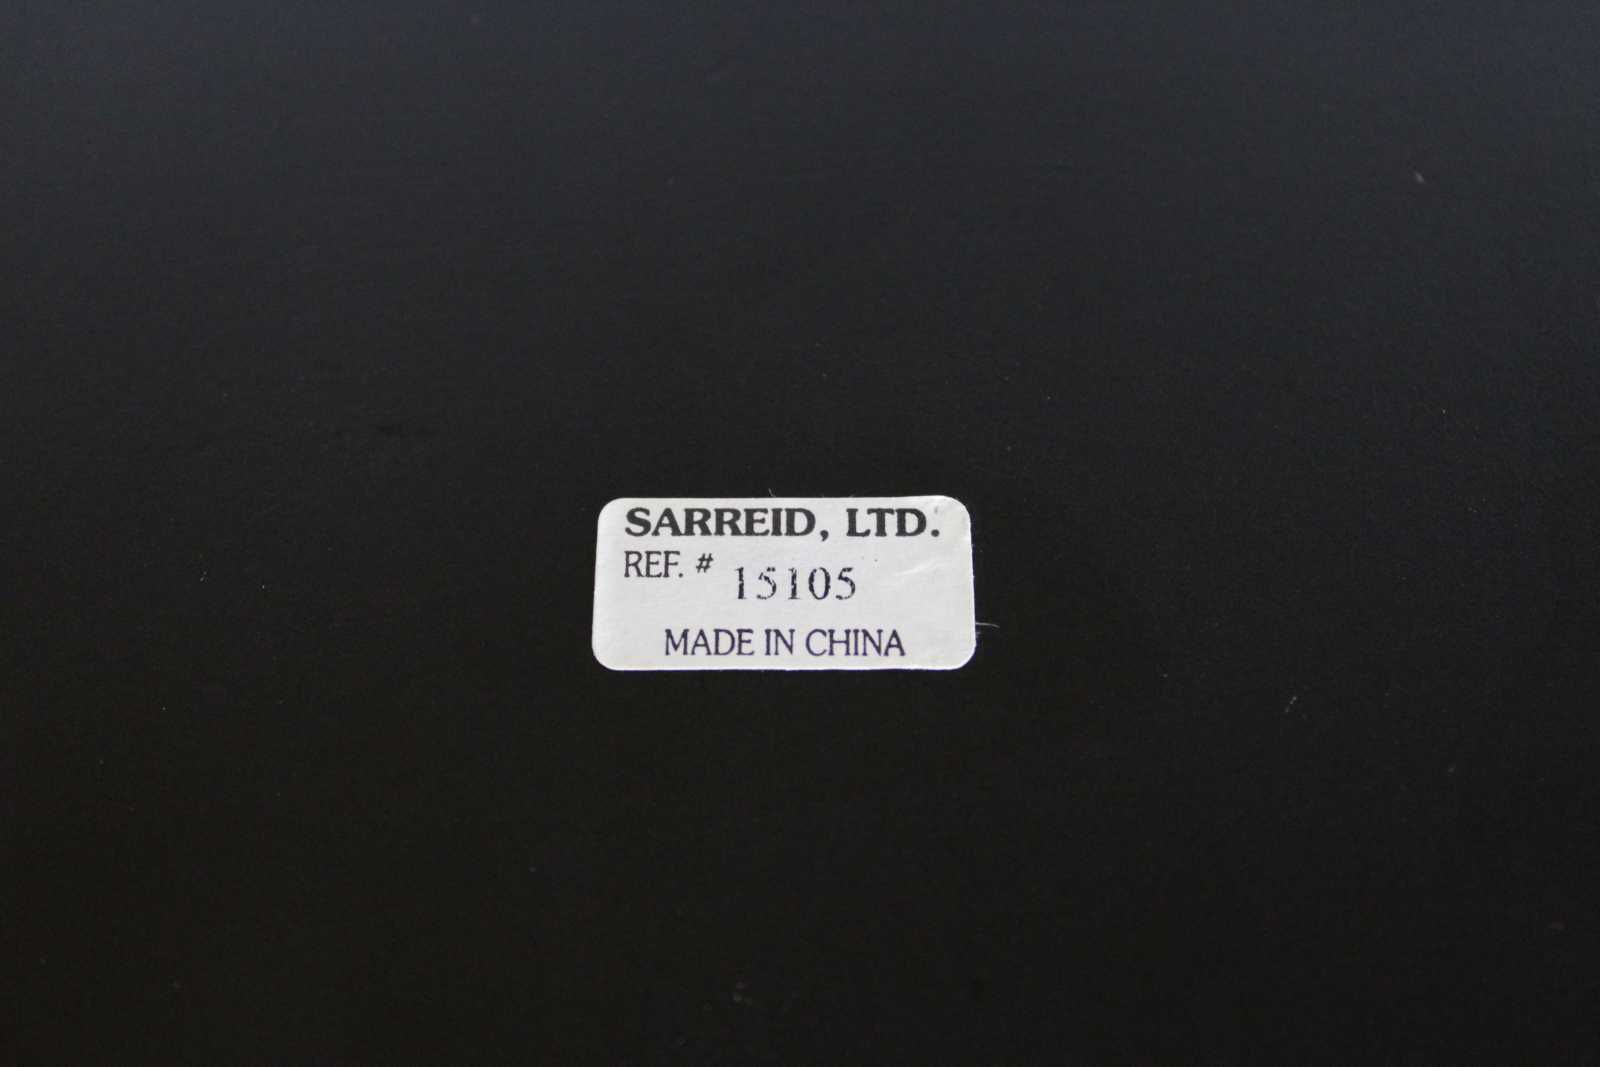 SARREID, LTD.
REF. # 15105
MADE IN CHINA